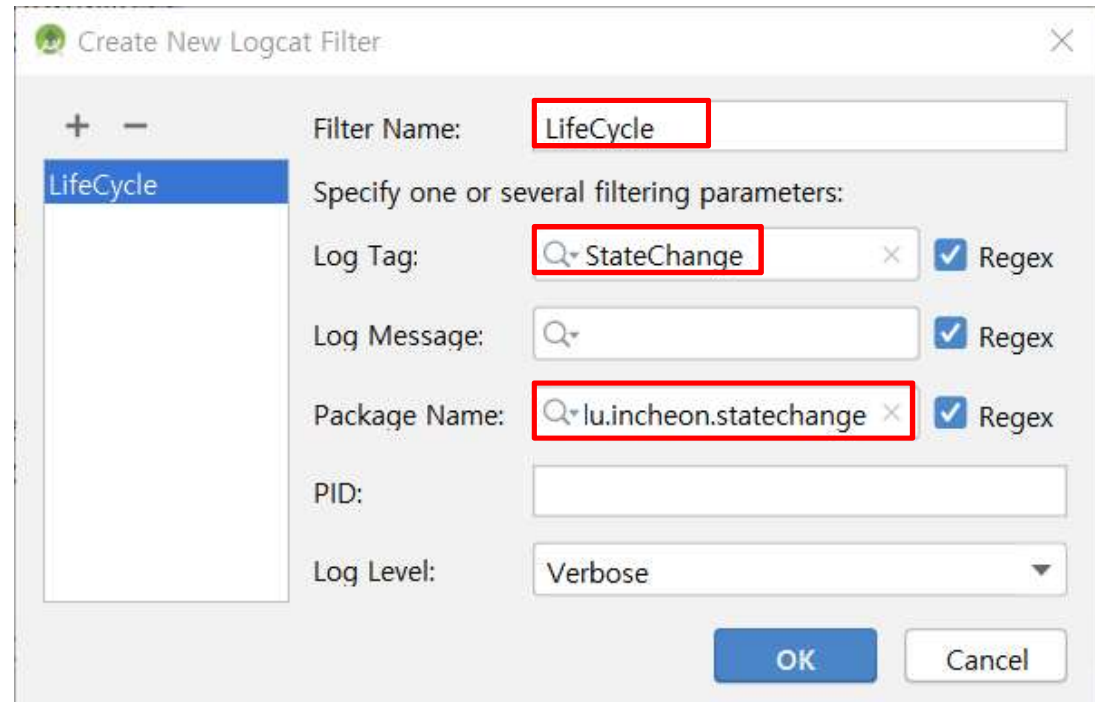 Create New Logcat Filter
Filter Name: LifeCycle
LifeCycle
Specify one or several filtering parameters:
Log Tag: StateChange Regex
Log Message: Regex
Package Name: lu.incheon.statechange Regex
PID:
Log Level: Verbose
OK Cancel